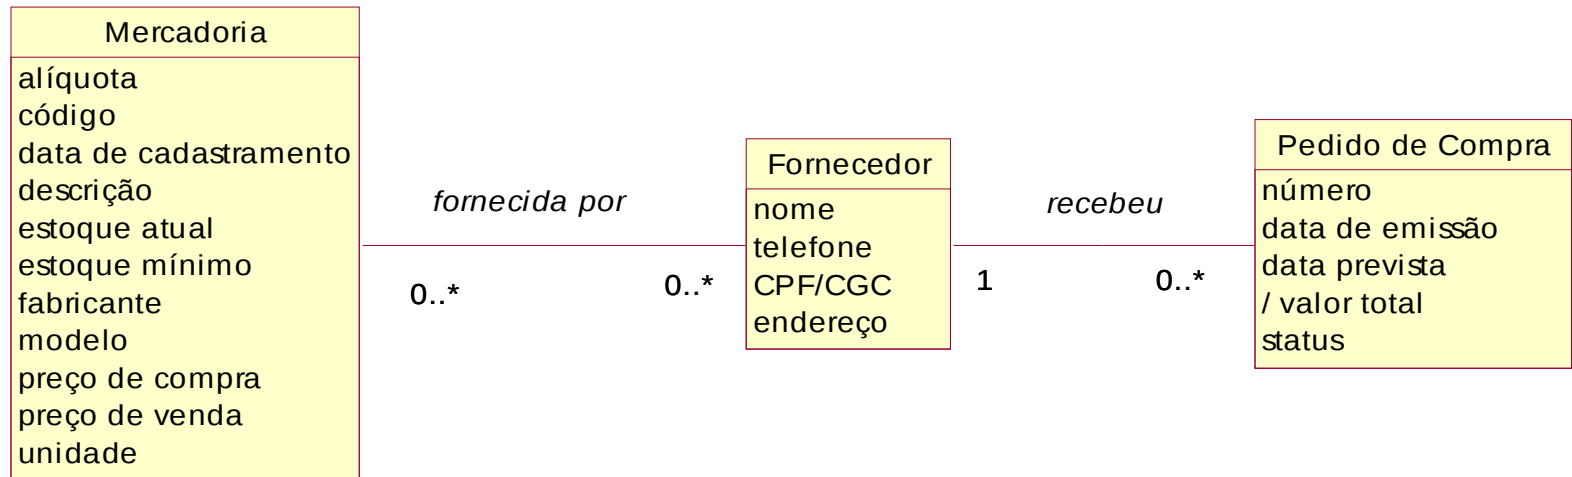 Mercadoria
alíquota
código
data de cadastramento
descrição
estoque atual
estoque mínimo
fabricante
modelo
preço de compra
preço de venda
unidade
fornecida por
0..*
0..*
Fornecedor
nome
telefone
CPF/CGC
endereço
recebeu
1
0..*
Pedido de Compra
número
data de emissão
data prevista
/ valor total
status